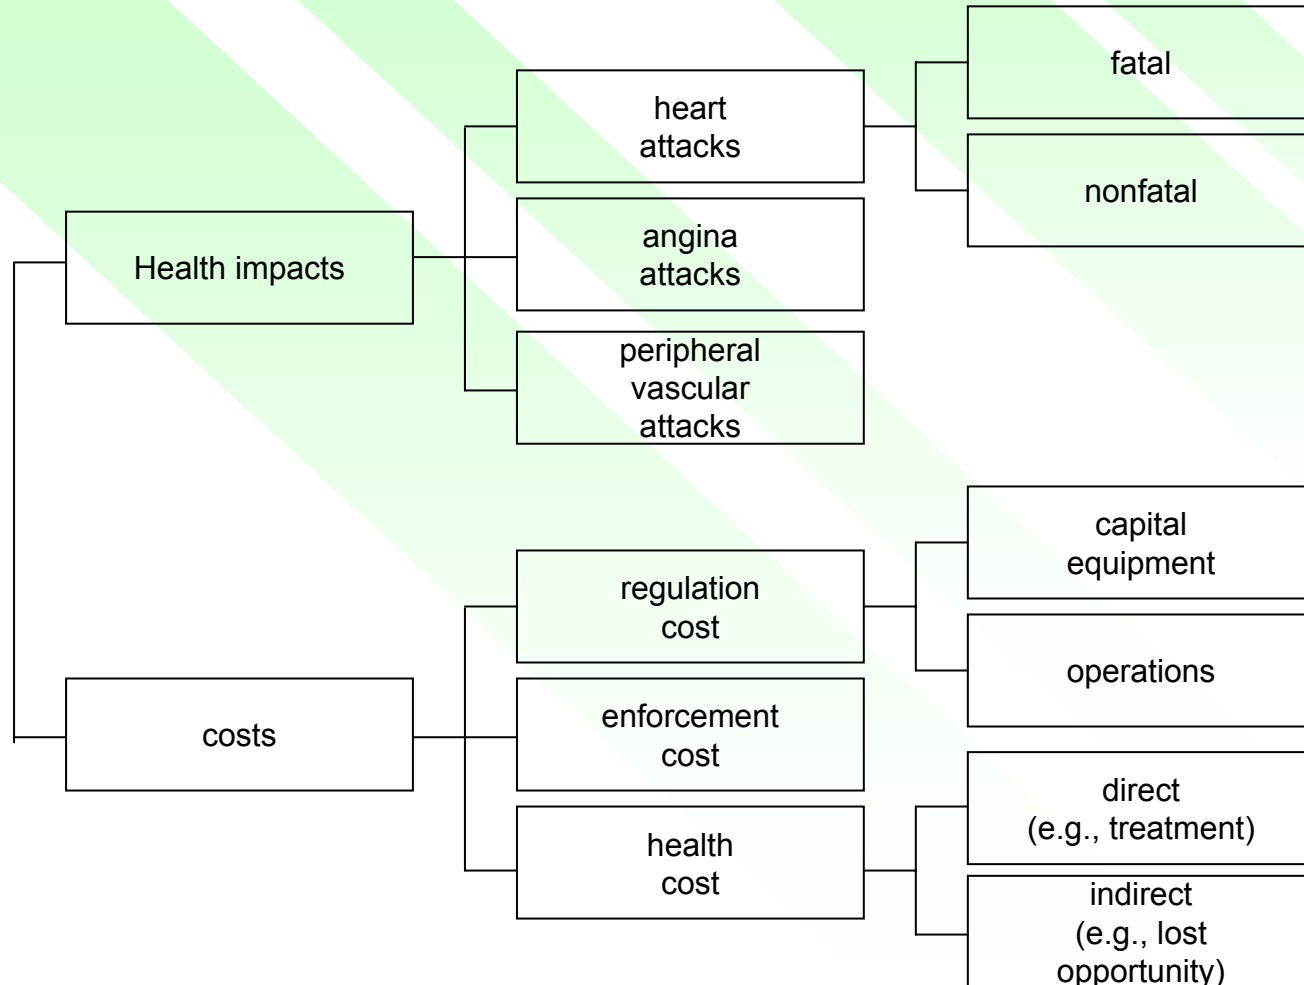 fatal
heart
attacks
nonfatal
angina
attacks
Health impacts
peripheral
vascular
attacks
capital
equipment
regulation
cost
operations
enforcement
cost
costs
direct
(e.g., treatment)
health
cost
indirect
(e.g., lost
opportunity)